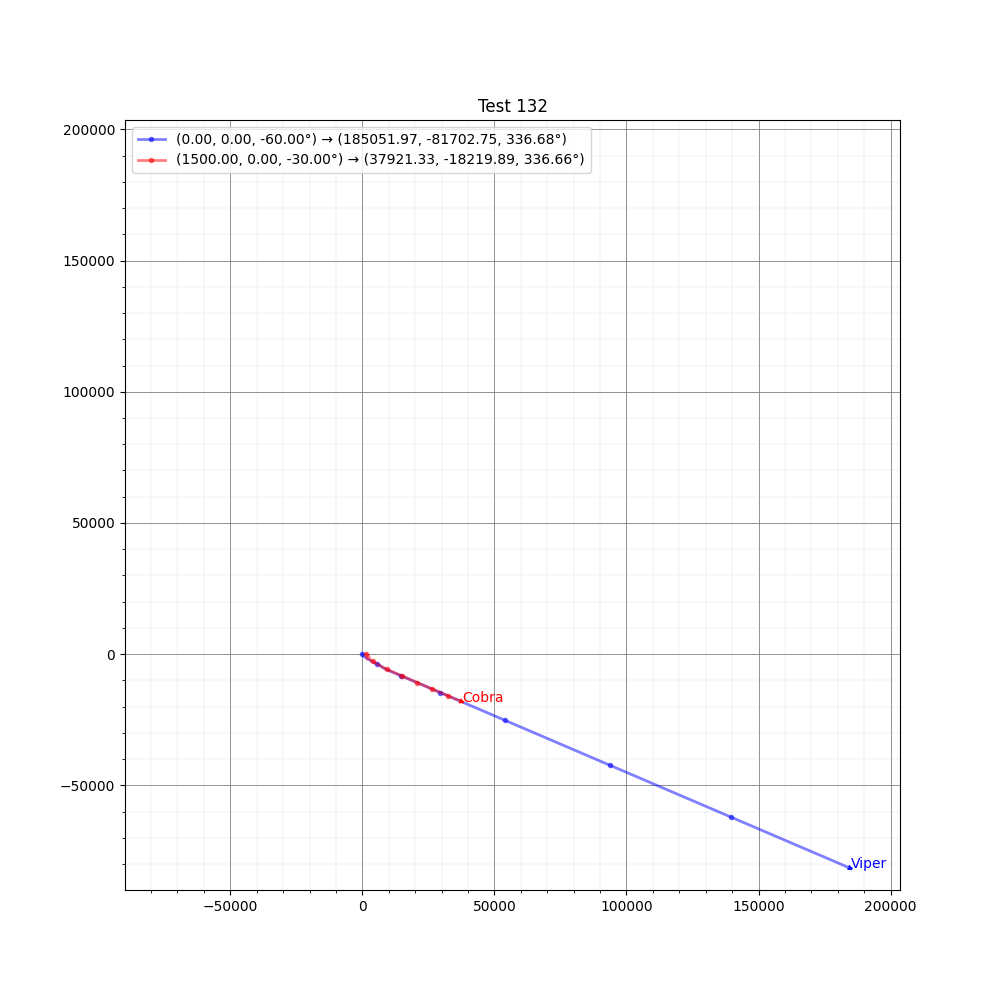 Test 132
(0.00, 0.00, -60.00°) → (185051.97, -81702.75, 336.68°)
(1500.00, 0.00, -30.00°) → (37921.33, -18219.89, 336.66°)
200000
150000
100000
50000
0
−50000
Cobra
Viper
−50000 0 50000 100000 150000 200000